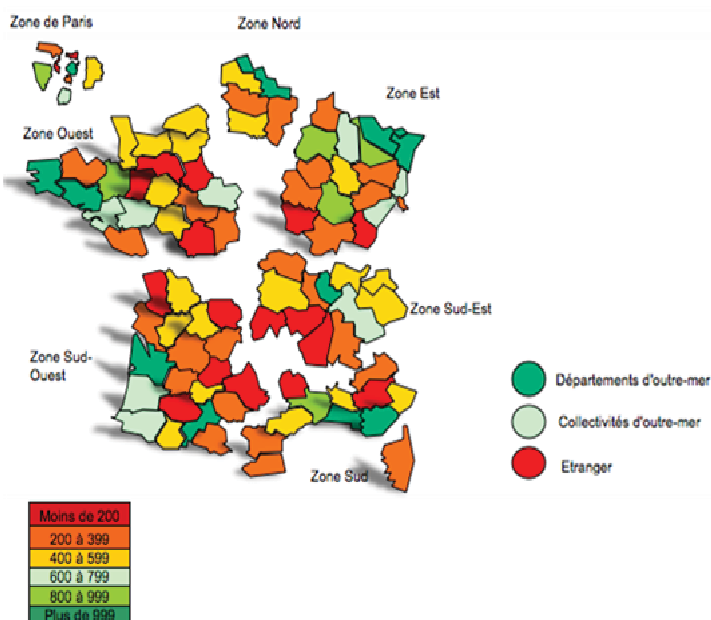 Zone de Paris
Zone Nord
Zone Est
Zone Ouest
Zone Sud-Est
Zone Sud-
Ouest
Départements d'outre-mer
Collectivités d'outre-mer
Etranger
Zone Sud
Moins de 200
200 à 399
400 à 599
600 à 799
800 à 999
Plus de 999